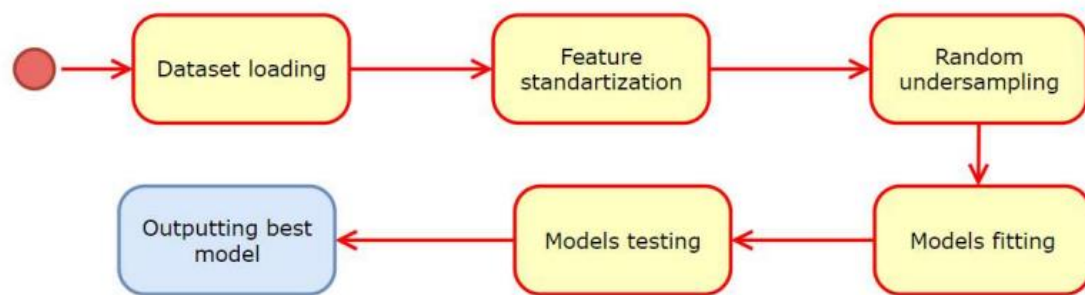 Dataset loading
Feature
standartization
Random
undersampling
Models fitting
Models testing
Outputting best
model